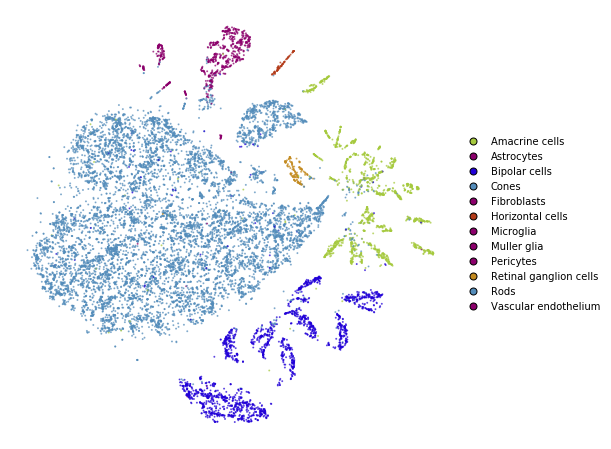 Amacrine cells
Astrocytes
Bipolar cells
Cones
Fibroblasts
Horizontal cells
Microglia
Muller glia
Pericytes
Retinal ganglion cells
Rods
Vascular endothelium